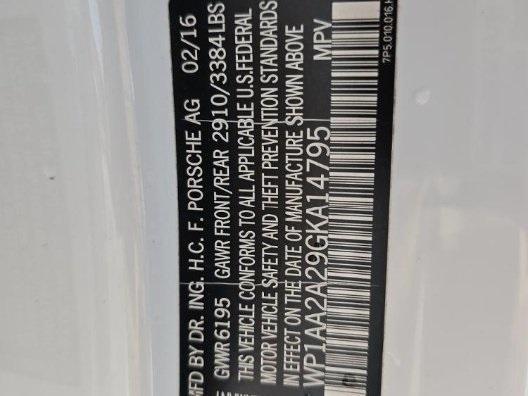 MFD BY DR. ING. H.C. F. PORSCHE AG 02/16
GWWR 6195 GAWR FRONT/REAR 2910/3384LBS
THIS VEHICLE CONFORMS TO ALL APPLICABLE U.S.FEDERAL
MOTOR VEHICLE SAFETY AND THEFT PREVENTION STANDARDS
IN EFFECT ON THE DATE OF MANUFACTURE SHOWN ABOVE
WP1AA2A29GKA14795 MPV
7P5.010.016.H